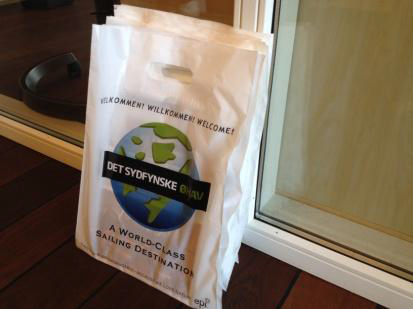 VELKOMMEN! WILLKOMMEN! WELCOME!
DET SYDFYNSKE ØHAV
A WORLD-CLASS
SAILING DESTINATION
epi